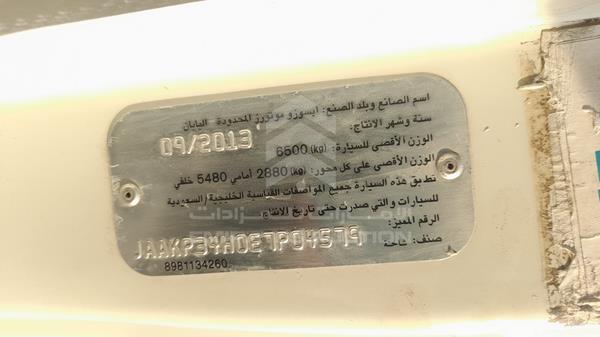 اسم الصانع وبلد الصنع: ايسوزو موتورز المحدودة اليابان
سنة وشهر الانتاج: 09/2013
الوزن الأقصى للسيارة: (kg) 6500
الوزن الأقصى على كل محور: (kg) 2880 أمامي 5480 خلفي
تطابق هذه السيارة جميع المواصفات القياسية الخليجية/السعودية
للسيارات والتي صدرت حتى تاريخ الانتاج
الرقم المميز:
JAAKP34H0E7P04579
صنف: شاحنة
8981134260